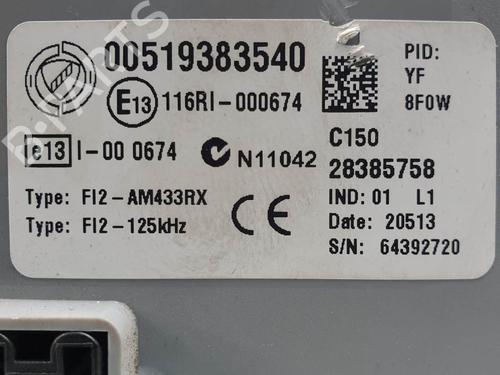 00519383540
PID:
YF
8F0W
E13 116RI-000674
e13 I-00 0674
N11042
C150
28385758
Type: FI2-AM433RX
Type: FI2-125kHz
CE
IND: 01 L1
Date: 20513
S/N: 64392720
B-PARTS